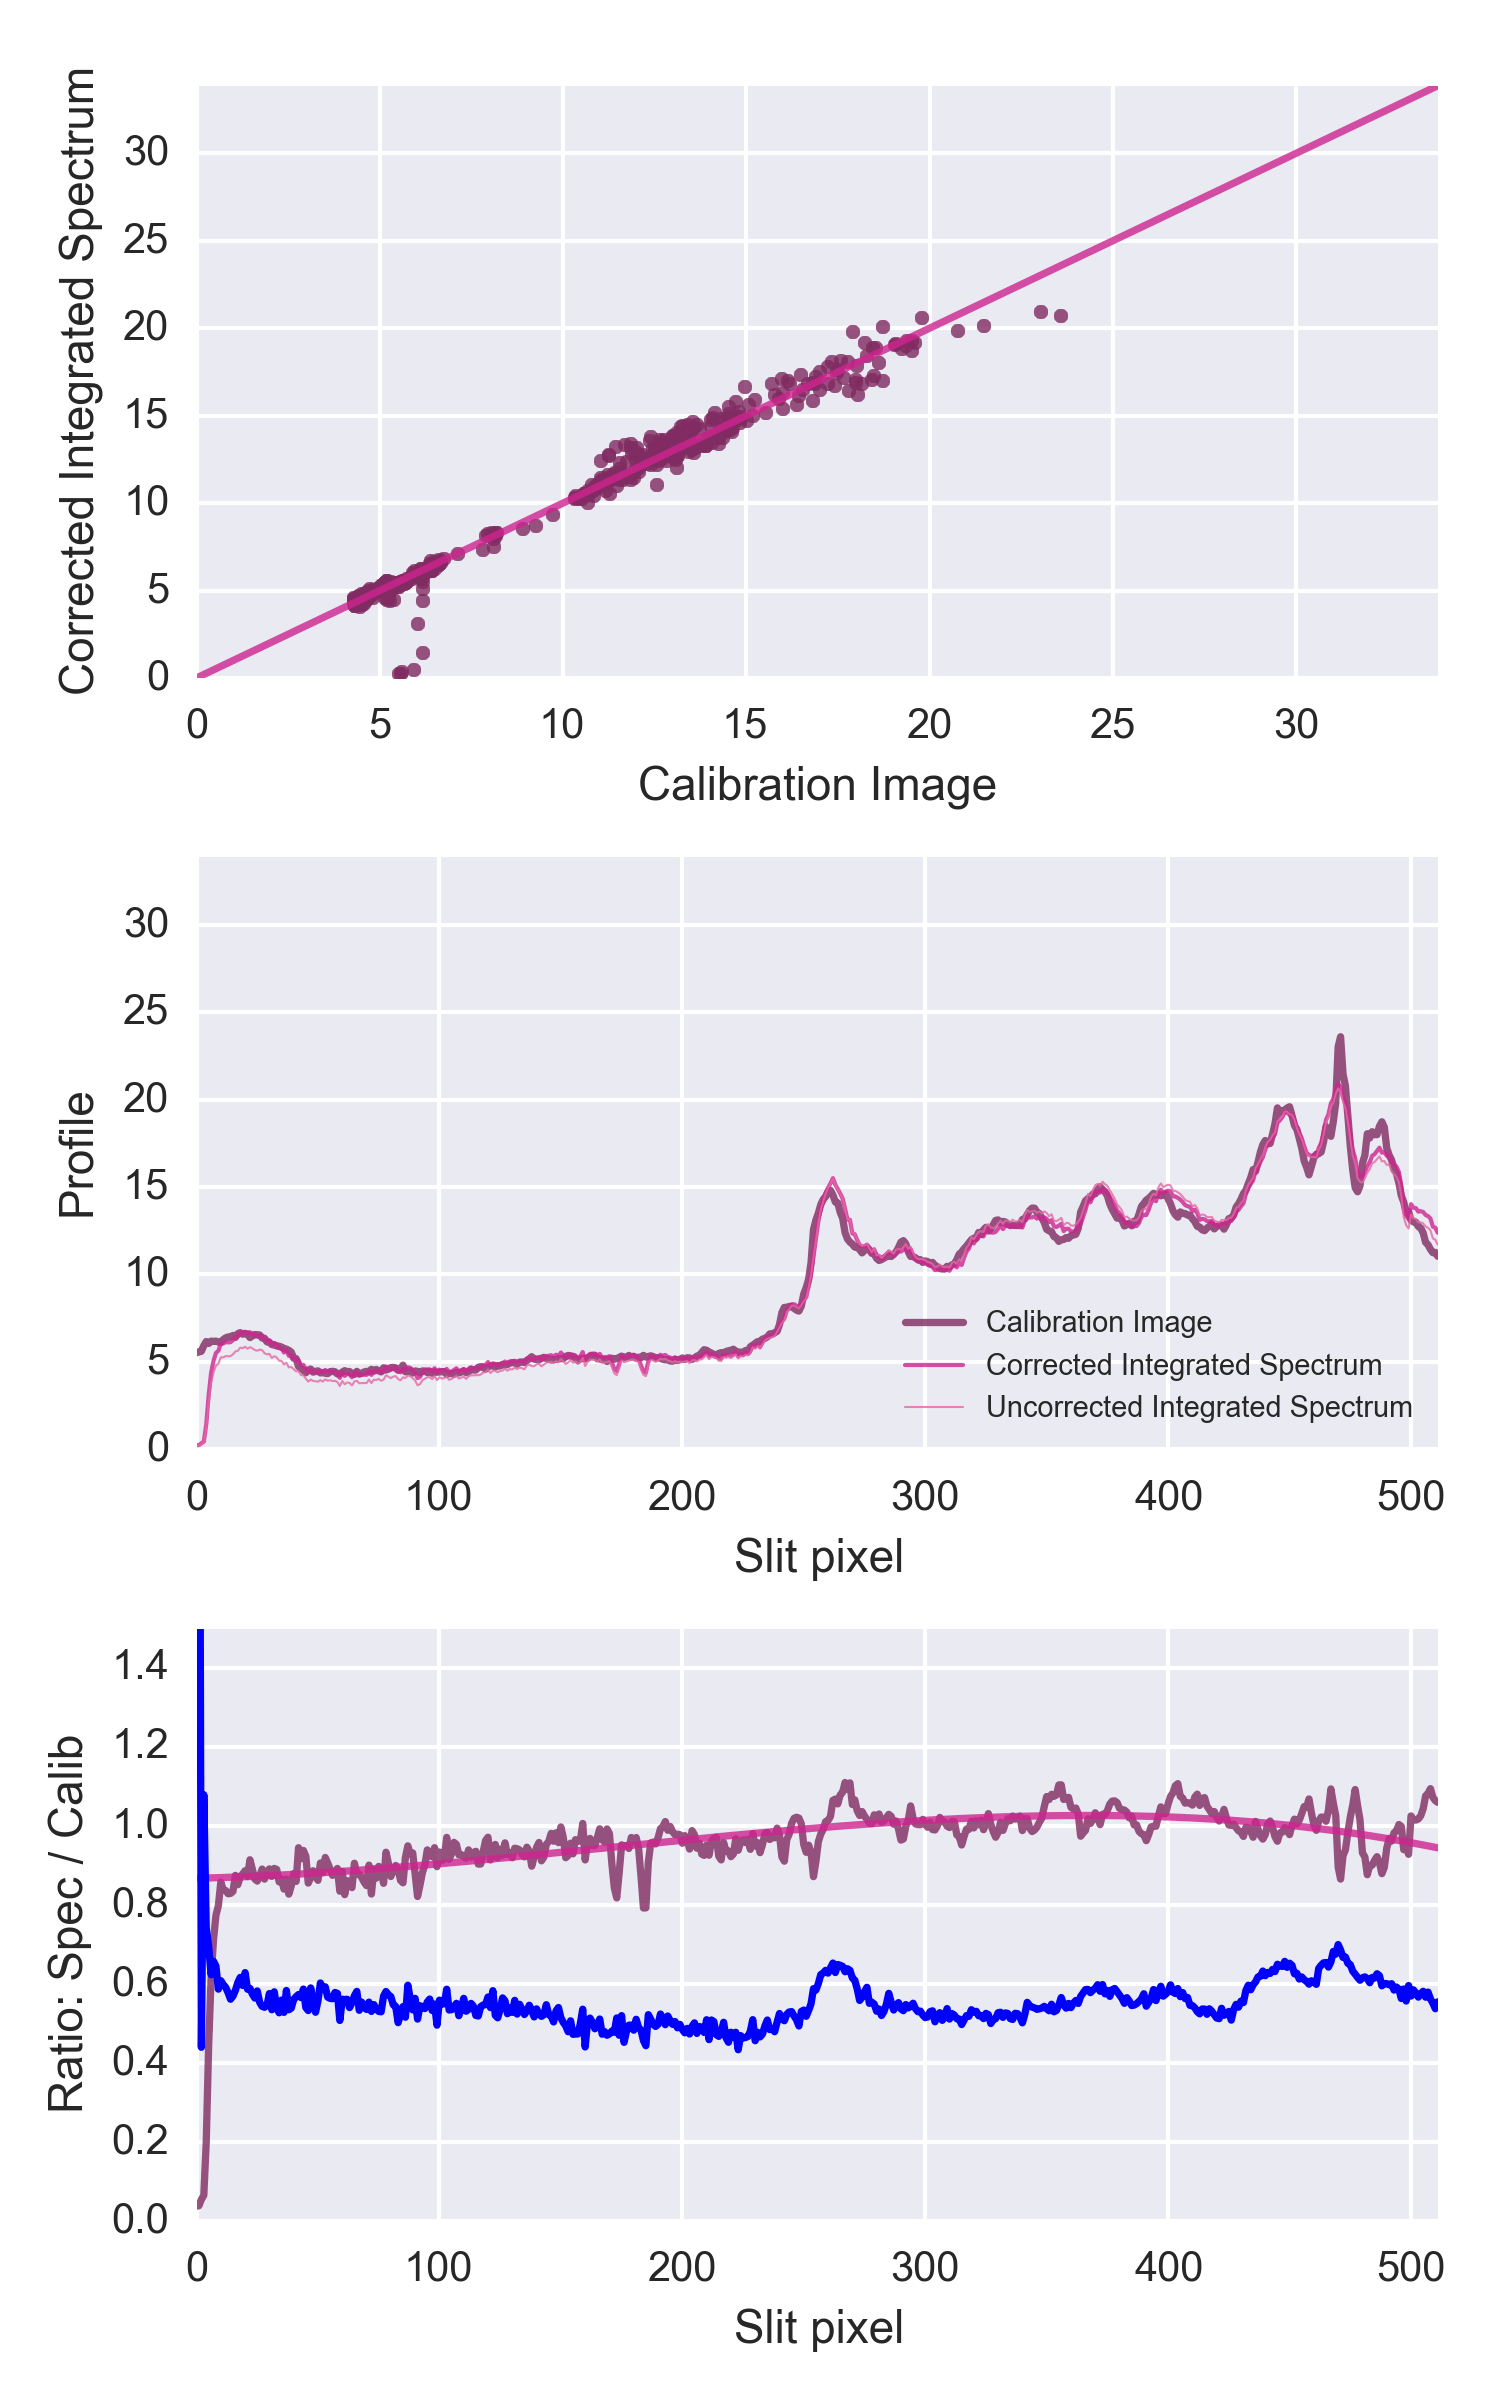 Corrected Integrated Spectrum
30
25
20
15
10
5
0
0 5 10 15 20 25 30
Calibration Image
Profile
30
25
20
15
10
5
0
Calibration Image
Corrected Integrated Spectrum
Uncorrected Integrated Spectrum
0 100 200 300 400 500
Slit pixel
Ratio: Spec / Calib
1.4
1.2
1.0
0.8
0.6
0.4
0.2
0.0
0 100 200 300 400 500
Slit pixel